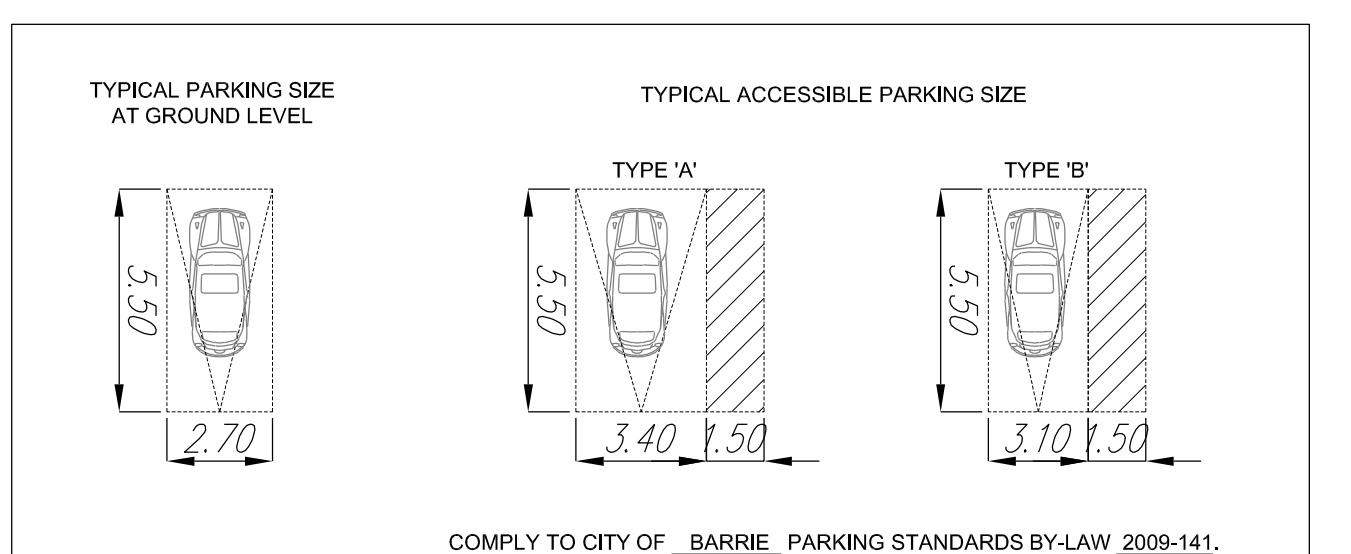 TYPICAL PARKING SIZE
AT GROUND LEVEL
5.50
2.70
TYPICAL ACCESSIBLE PARKING SIZE
TYPE 'A'
5.50
3.40 1.50
TYPE 'B'
5.50
3.10 1.50
COMPLY TO CITY OF BARRIE PARKING STANDARDS BY-LAW 2009-141.